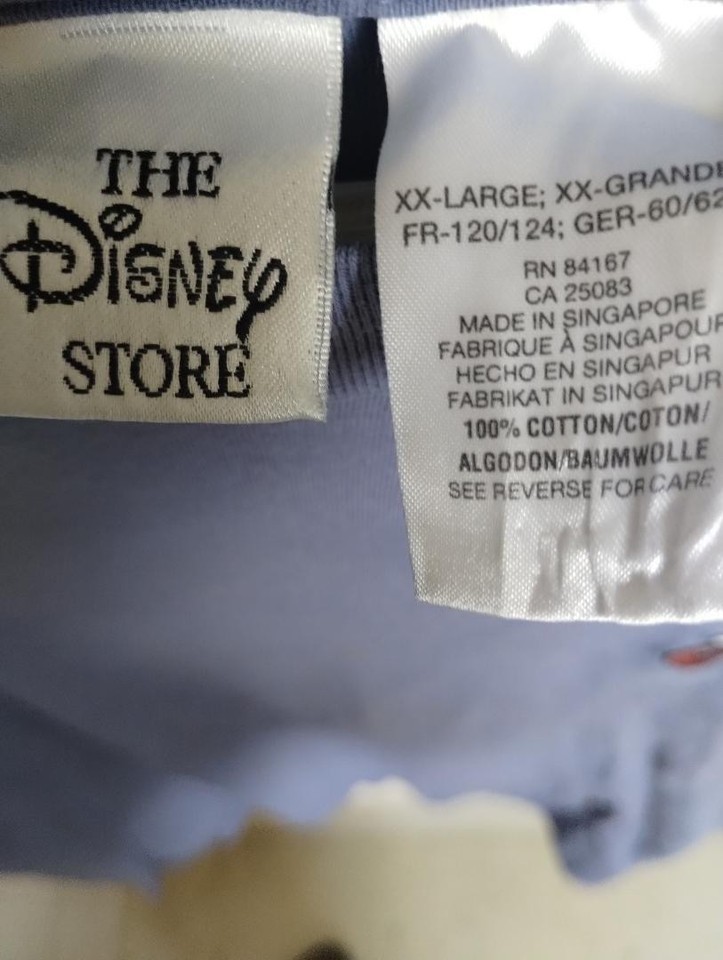 THE
DISNEY
STORE
XX-LARGE; XX-GRANDE
FR-120/124; GER-60/62
RN 84167
CA 25083
MADE IN SINGAPORE
FABRIQUE À SINGAPOUR
HECHO EN SINGAPUR
FABRIKAT IN SINGAPUR
100% COTTON/COTON/
ALGODON/BAUMWOLLE
SEE REVERSE FOR CARE